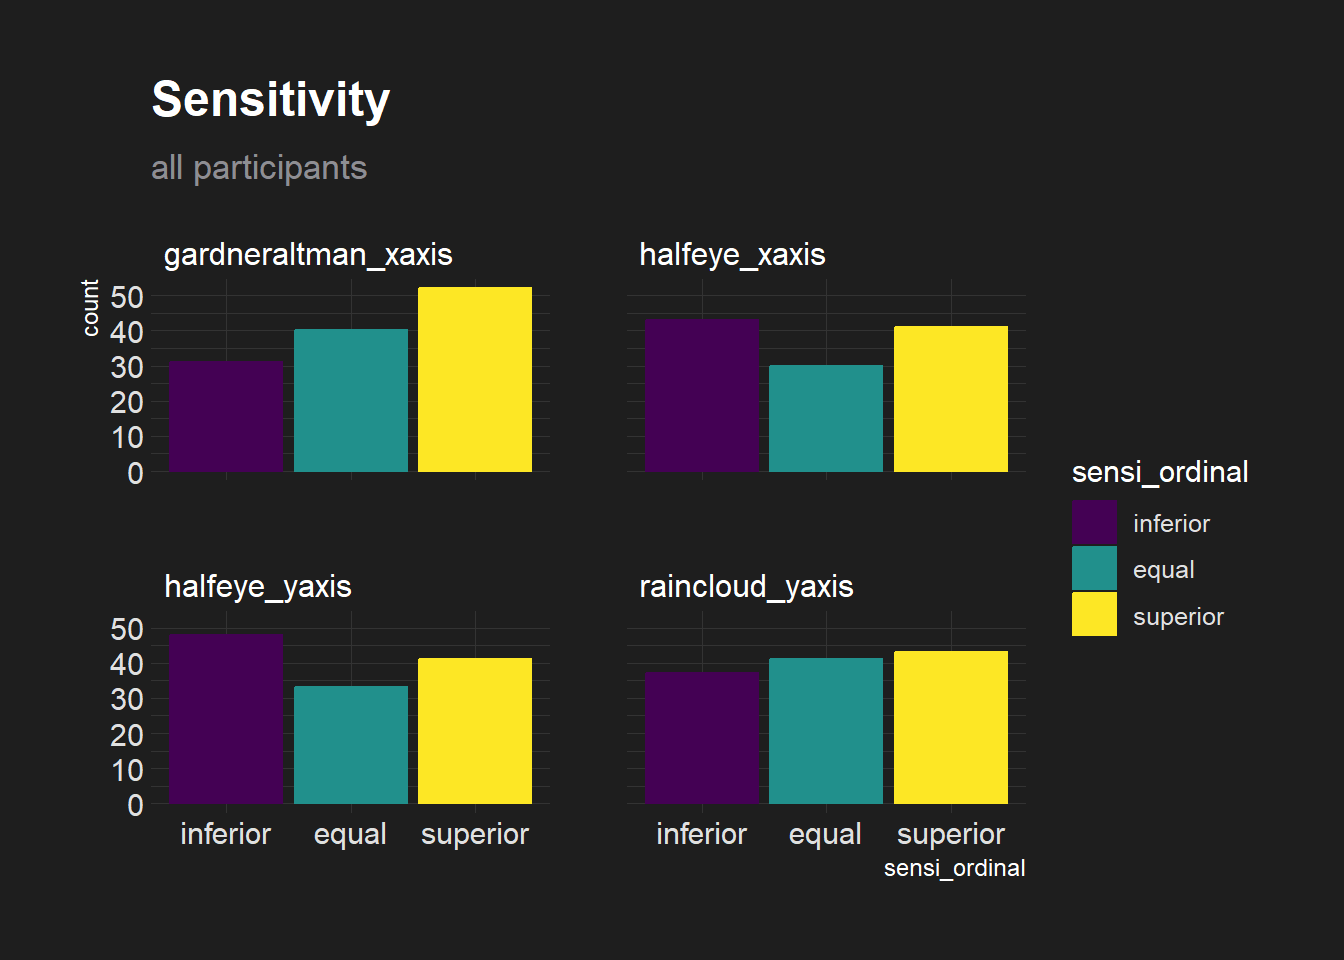 Sensitivity
all participants
gardneraltman_xaxis
halfeye_xaxis
count
50
40
30
20
10
0
halfeye_yaxis
raincloud_yaxis
50
40
30
20
10
0
inferior equal superior
inferior equal superior
sensi_ordinal
sensi_ordinal
inferior
equal
superior